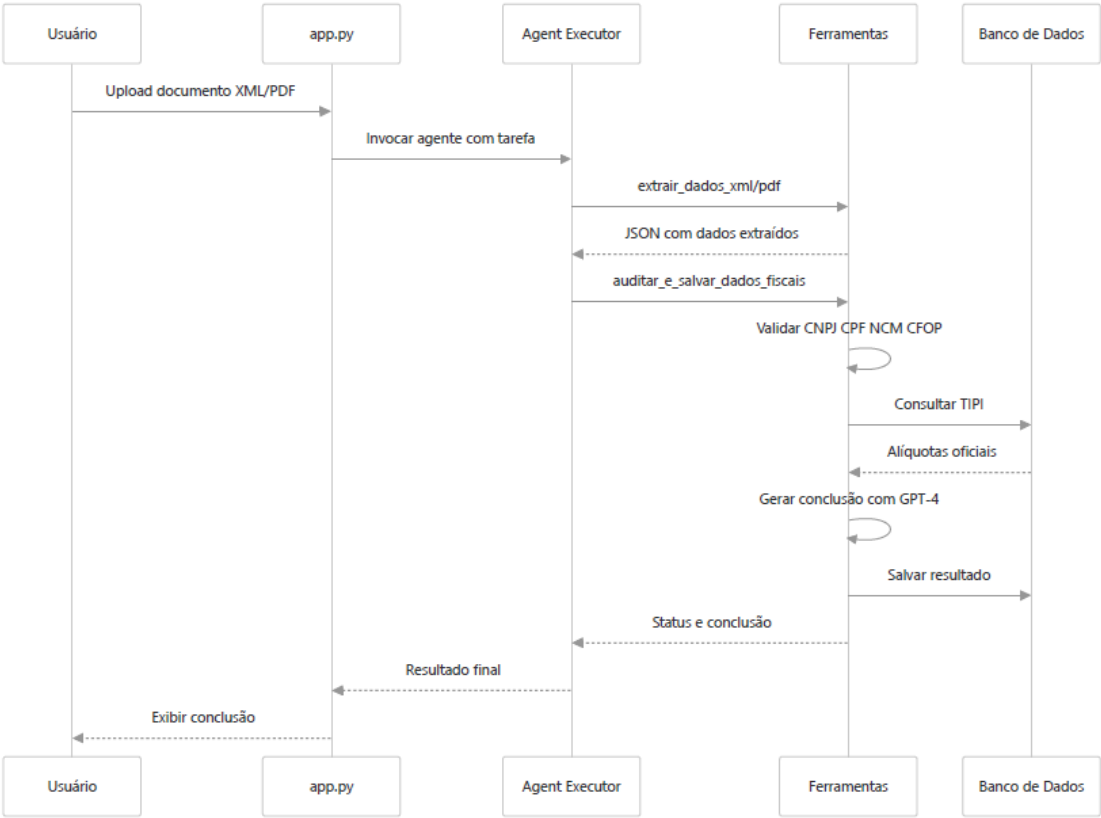 Usuário
app.py
Agent Executor
Ferramentas
Banco de Dados
Upload documento XML/PDF
Invocar agente com tarefa
extrair_dados_xml/pdf
JSON com dados extraídos
auditar_e_salvar_dados_fiscais
Validar CNPJ CPF NCM CFOP
Consultar TIPI
Alíquotas oficiais
Gerar conclusão com GPT-4
Salvar resultado
Status e conclusão
Resultado final
Exibir conclusão
Usuário
app.py
Agent Executor
Ferramentas
Banco de Dados